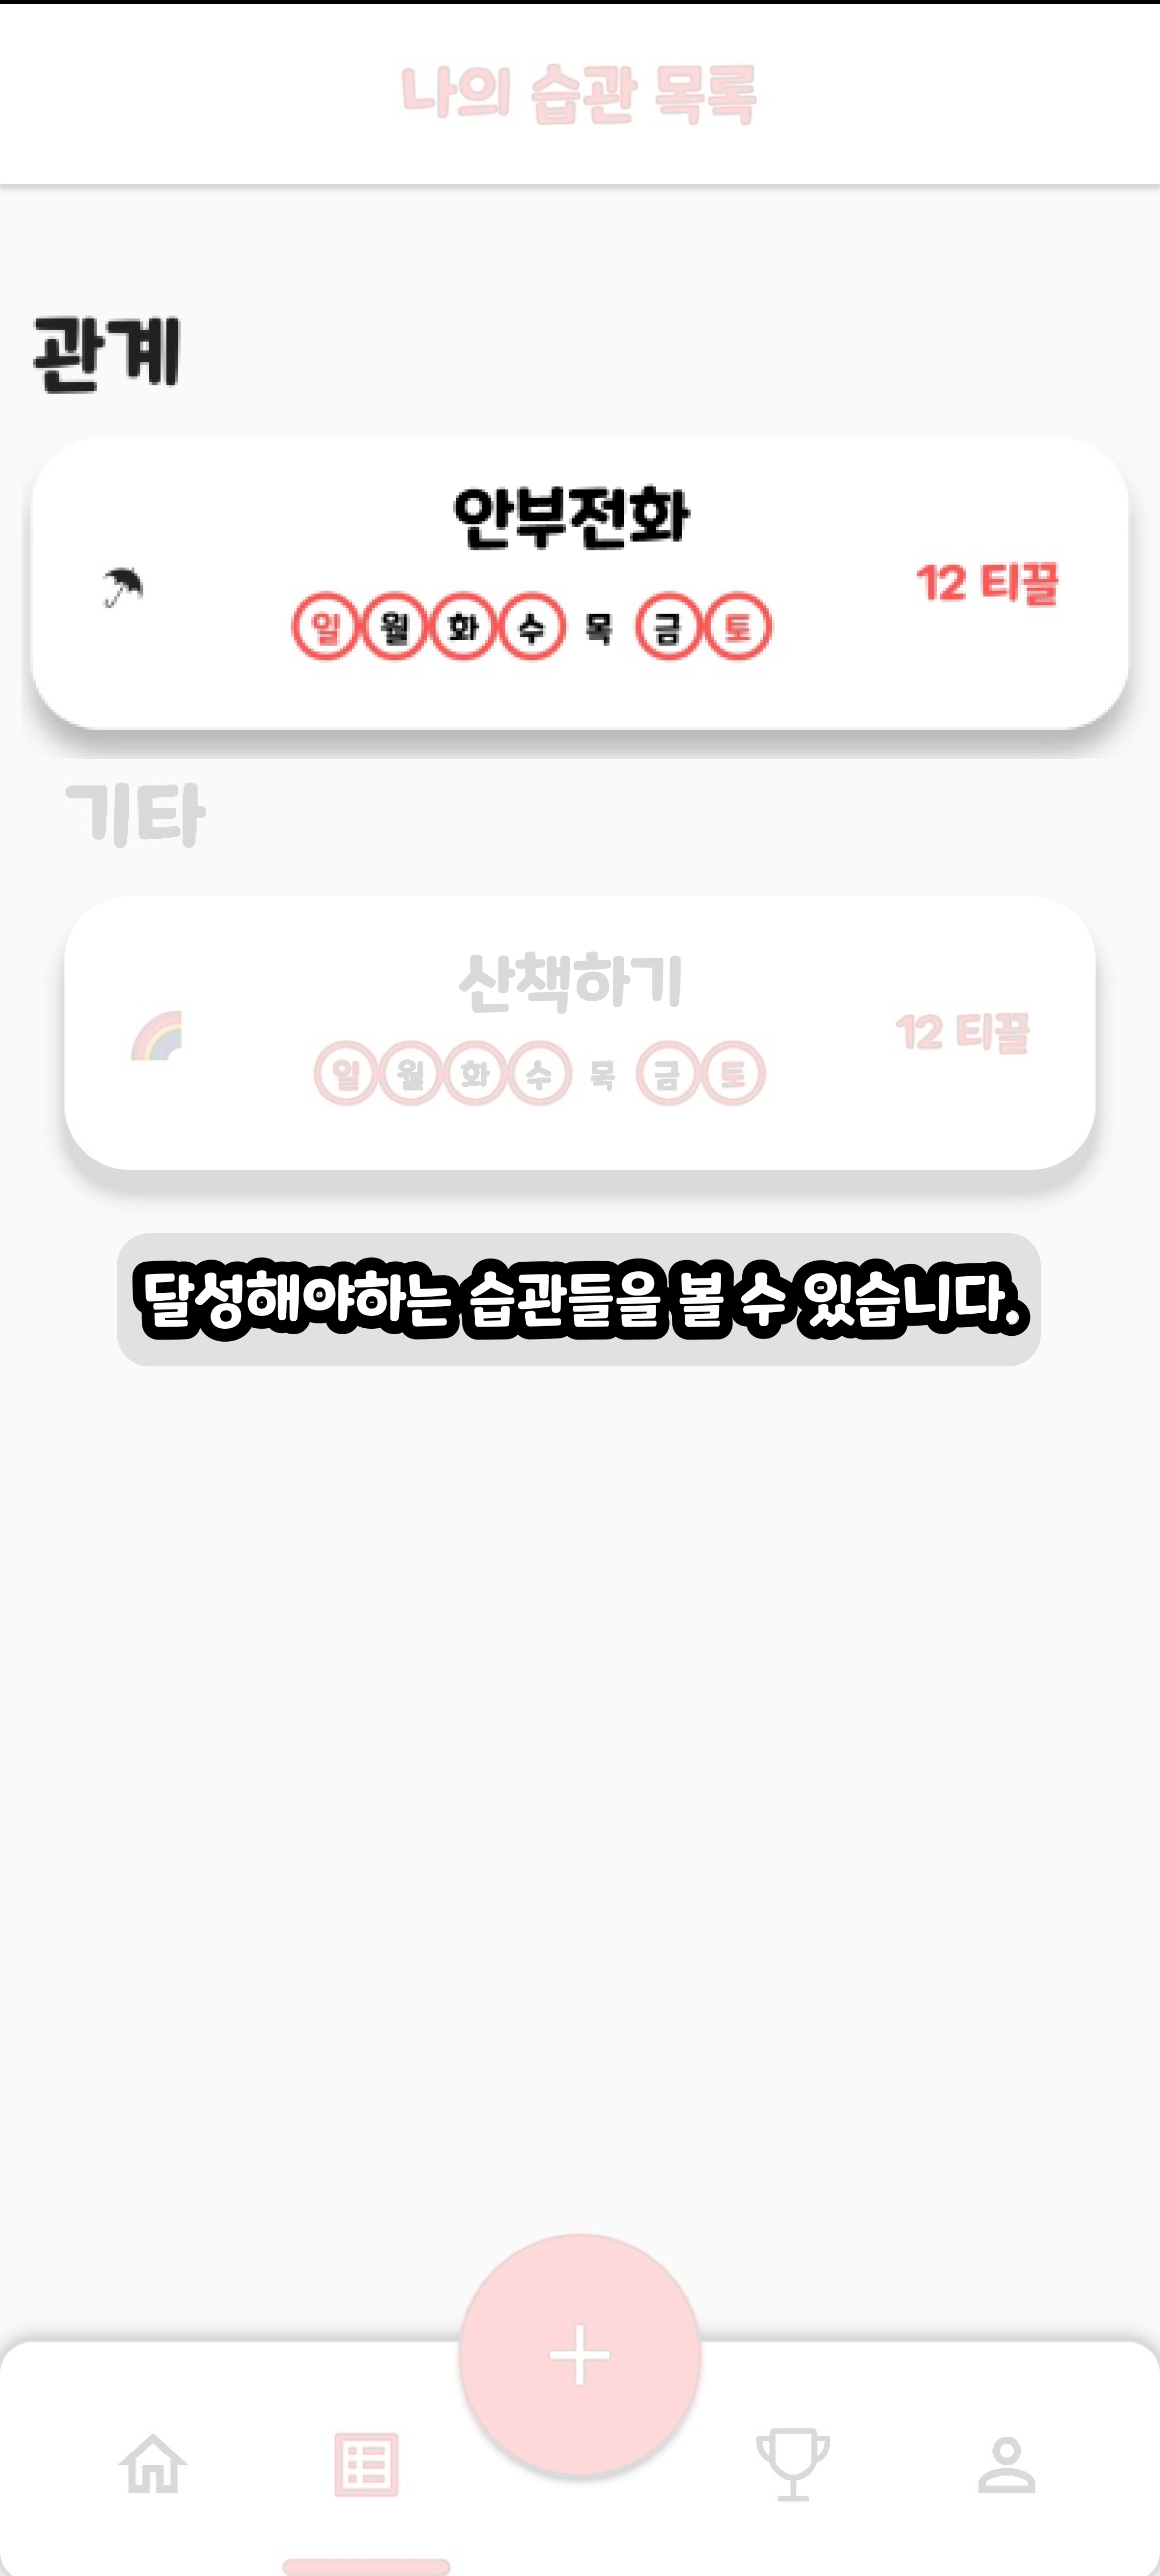 나의 습관 목록
관계
안부전화
일 월 화 수 목 금 토
12 티끌
기타
산책하기
일 월 화 수 목 금 토
12 티끌
달성해야하는 습관들을 볼 수 있습니다.